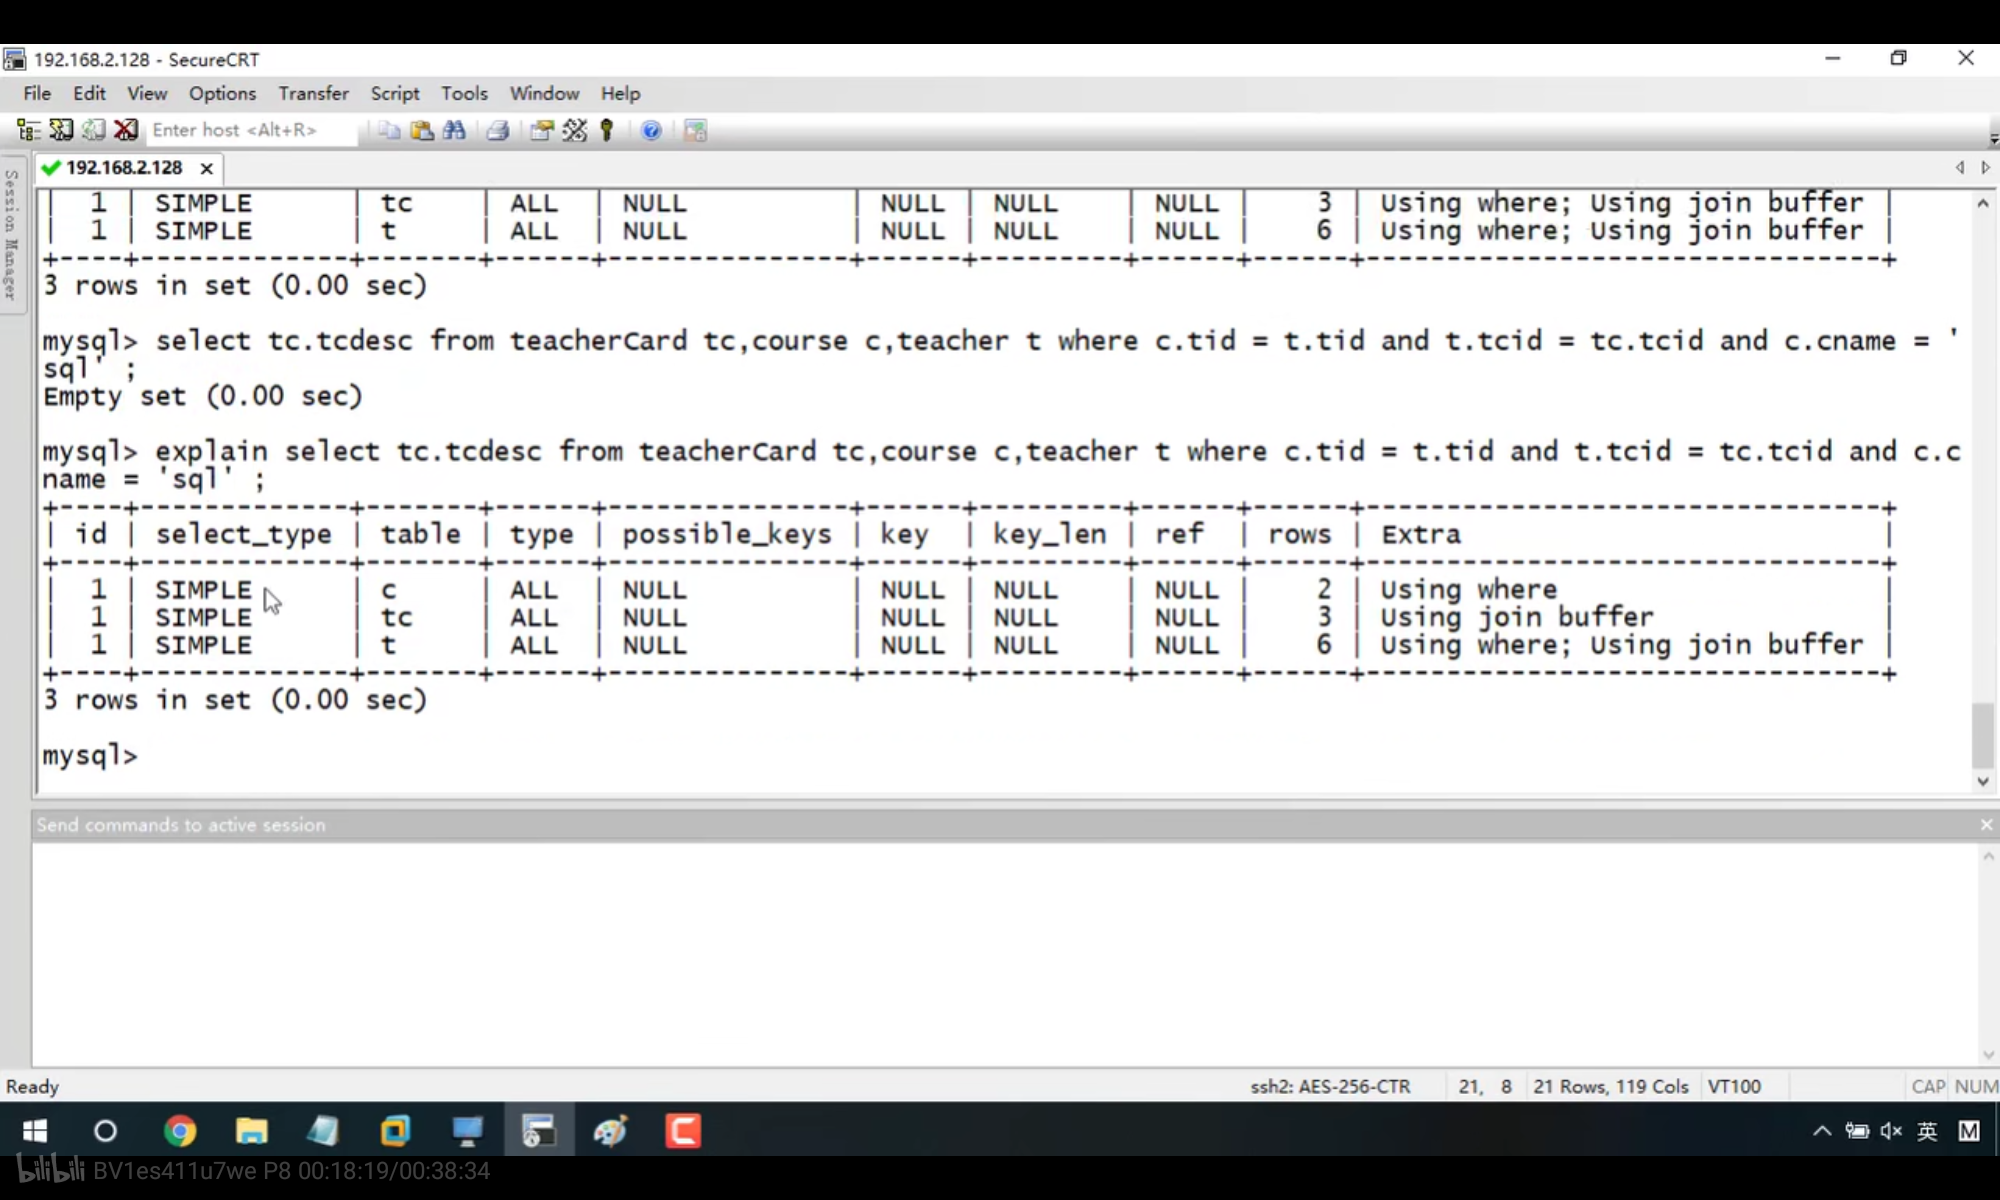 192.168.2.128 - SecureCRT
File Edit View Options Transfer Script Tools Window Help
Enter host <Alt+R>
192.168.2.128
Session Manager
| 1 | SIMPLE | tc | ALL | NULL | NULL | NULL | NULL | 3 | Using where; Using join buffer |
| 1 | SIMPLE | t | ALL | NULL | NULL | NULL | NULL | 6 | Using where; Using join buffer |
+----+-------------+-------+------+---------------+------+---------+------+------+--------------------------------+
3 rows in set (0.00 sec)
mysql> select tc.tcdesc from teacherCard tc,course c,teacher t where c.tid = t.tid and t.tcid = tc.tcid and c.cname = '
sql' ;
Empty set (0.00 sec)
mysql> explain select tc.tcdesc from teacherCard tc,course c,teacher t where c.tid = t.tid and t.tcid = tc.tcid and c.c
name = 'sql' ;
+----+-------------+-------+------+---------------+------+---------+------+------+--------------------------------+
| id | select_type | table | type | possible_keys | key | key_len | ref | rows | Extra |
+----+-------------+-------+------+---------------+------+---------+------+------+--------------------------------+
| 1 | SIMPLE | c | ALL | NULL | NULL | NULL | NULL | 2 | Using where |
| 1 | SIMPLE | tc | ALL | NULL | NULL | NULL | NULL | 3 | Using join buffer |
| 1 | SIMPLE | t | ALL | NULL | NULL | NULL | NULL | 6 | Using where; Using join buffer |
+----+-------------+-------+------+---------------+------+---------+------+------+--------------------------------+
3 rows in set (0.00 sec)
mysql>
Send commands to active session
Ready ssh2: AES-256-CTR 21, 8 21 Rows, 119 Cols VT100 CAP NUM
英 M
bilibili BV1es411u7we P8 00:18:19/00:38:34